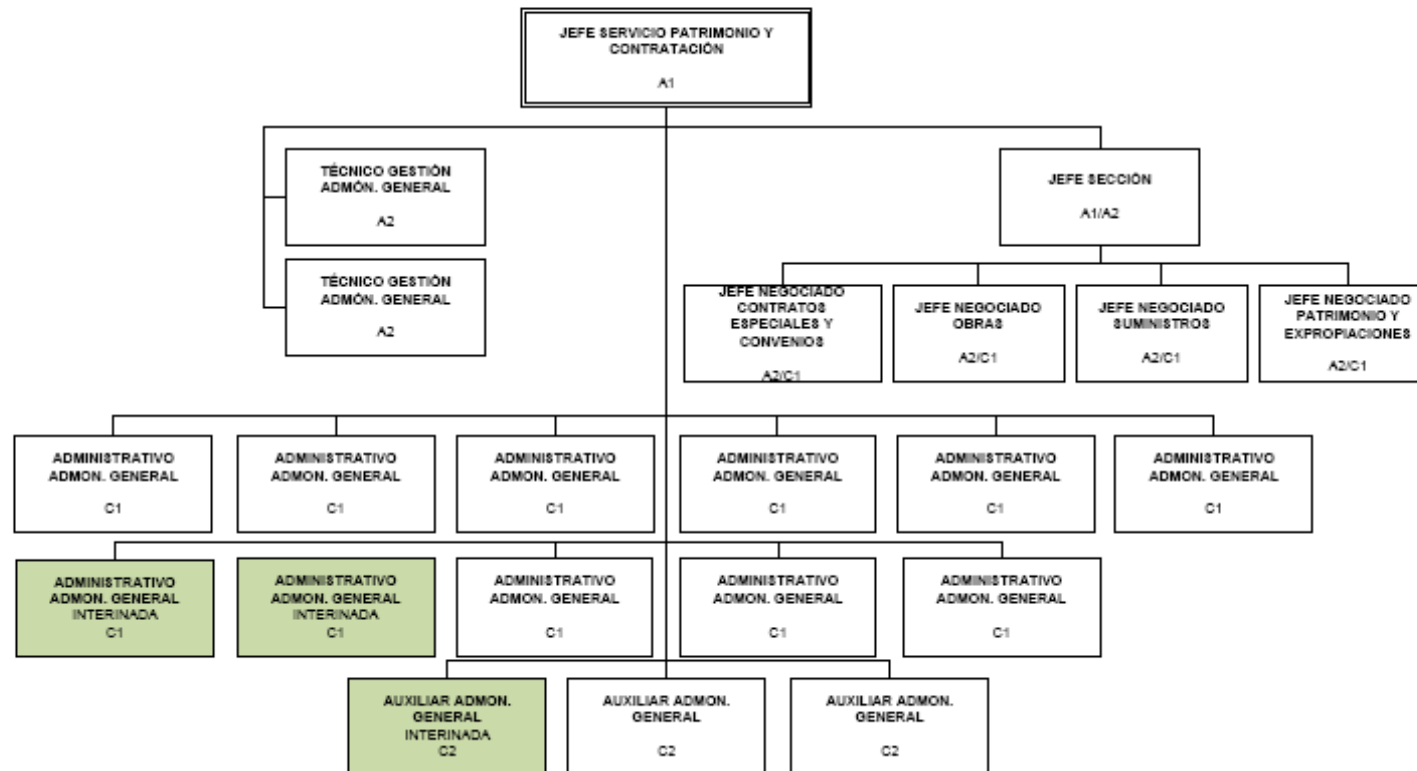 JEFE SERVICIO PATRIMONIO Y
CONTRATACIÓN
A1
TÉCNICO GESTIÓN
ADMÓN. GENERAL
A2
JEFE SECCIÓN
A1/A2
TÉCNICO GESTIÓN
ADMÓN. GENERAL
A2
JEFE NEGOCIADO
CONTRATOS
ESPECIALES Y
CONVENIOS
A2/C1
JEFE NEGOCIADO
OBRAS
A2/C1
JEFE NEGOCIADO
SUMINISTROS
A2/C1
JEFE NEGOCIADO
PATRIMONIO Y
EXPROPIACIONES
A2/C1
ADMINISTRATIVO
ADMON. GENERAL
C1
ADMINISTRATIVO
ADMON. GENERAL
C1
ADMINISTRATIVO
ADMON. GENERAL
C1
ADMINISTRATIVO
ADMON. GENERAL
C1
ADMINISTRATIVO
ADMON. GENERAL
C1
ADMINISTRATIVO
ADMON. GENERAL
C1
ADMINISTRATIVO
ADMON. GENERAL
INTERINADA
C1
ADMINISTRATIVO
ADMON. GENERAL
INTERINADA
C1
ADMINISTRATIVO
ADMON. GENERAL
C1
ADMINISTRATIVO
ADMON. GENERAL
C1
ADMINISTRATIVO
ADMON. GENERAL
C1
AUXILIAR ADMON.
GENERAL
INTERINADA
C2
AUXILIAR ADMON.
GENERAL
C2
AUXILIAR ADMON.
GENERAL
C2